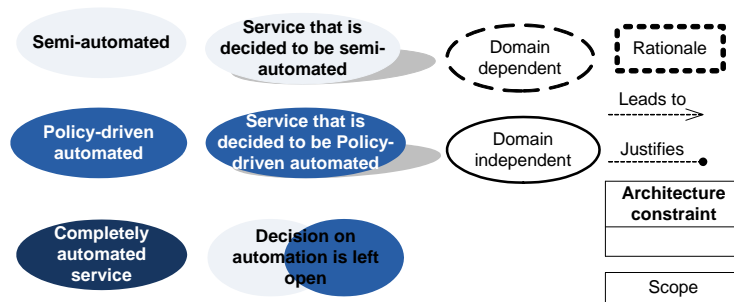 Semi-automated
Service that is
decided to be semi-
automated
Domain
dependent
Rationale
Leads to
Policy-driven
automated
Service that is
decided to be Policy-
driven automated
Domain
independent
Justifies
Architecture
constraint
Completely
automated
service
Decision on
automation is left
open
Scope